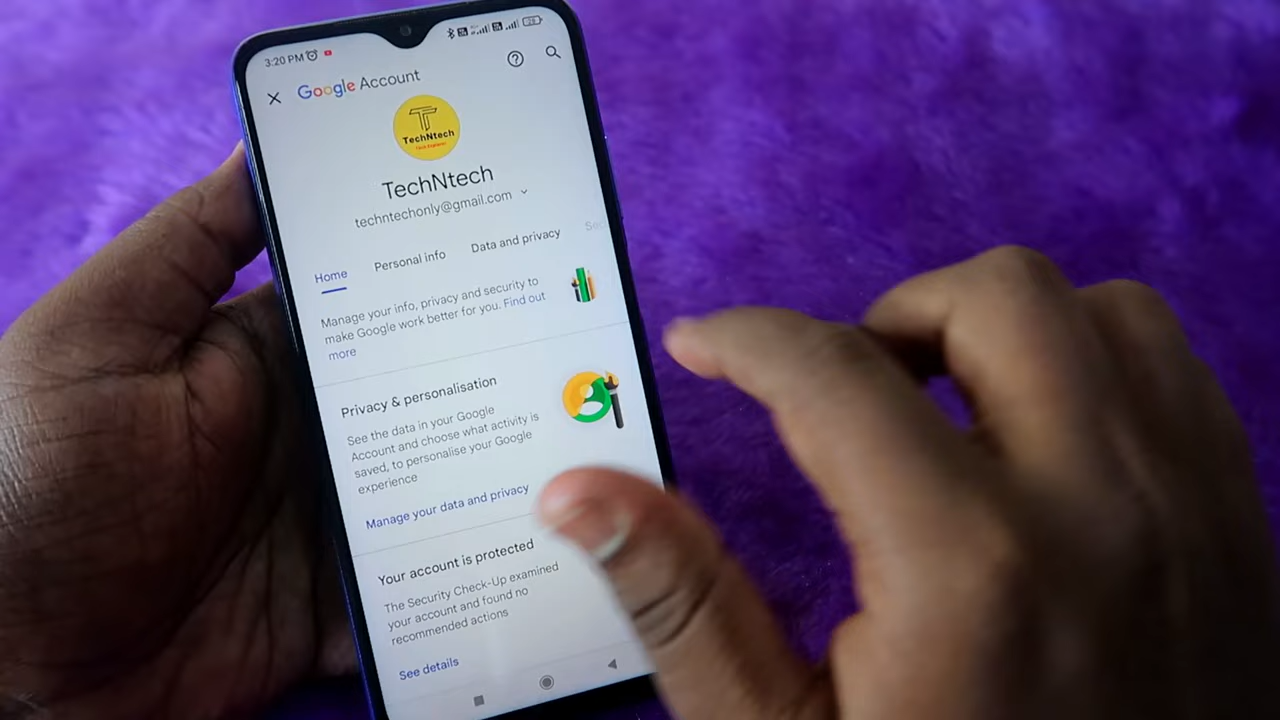 3:20 PM
Google Account
TechNtech
TechNtech
techntechonly@gmail.com
Home Personal info Data and privacy
Manage your info, privacy and security to
make Google work better for you. Find out
more
Privacy & personalisation
See the data in your Google
Account and choose what activity is
saved, to personalise your Google
experience
Manage your data and privacy
Your account is protected
The Security Check-Up examined
your account and found no
recommended actions
See details